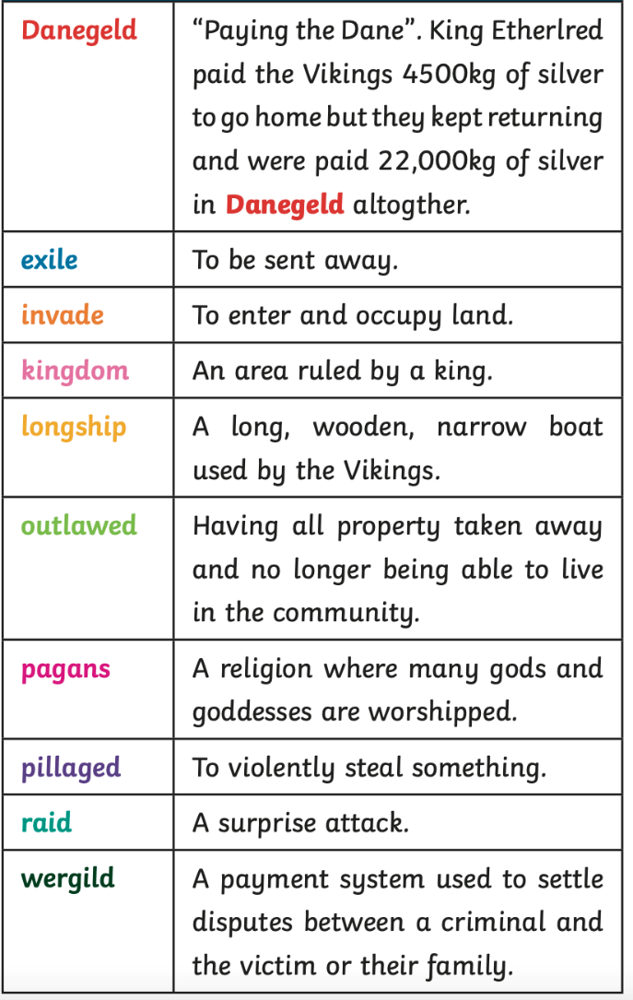 Danegeld “Paying the Dane”. King Etherlred
paid the Vikings 4500kg of silver
to go home but they kept returning
and were paid 22,000kg of silver
in Danegeld altogther.
exile To be sent away.
invade To enter and occupy land.
kingdom An area ruled by a king.
longship A long, wooden, narrow boat
used by the Vikings.
outlawed Having all property taken away
and no longer being able to live
in the community.
pagans A religion where many gods and
goddesses are worshipped.
pillaged To violently steal something.
raid A surprise attack.
wergild A payment system used to settle
disputes between a criminal and
the victim or their family.